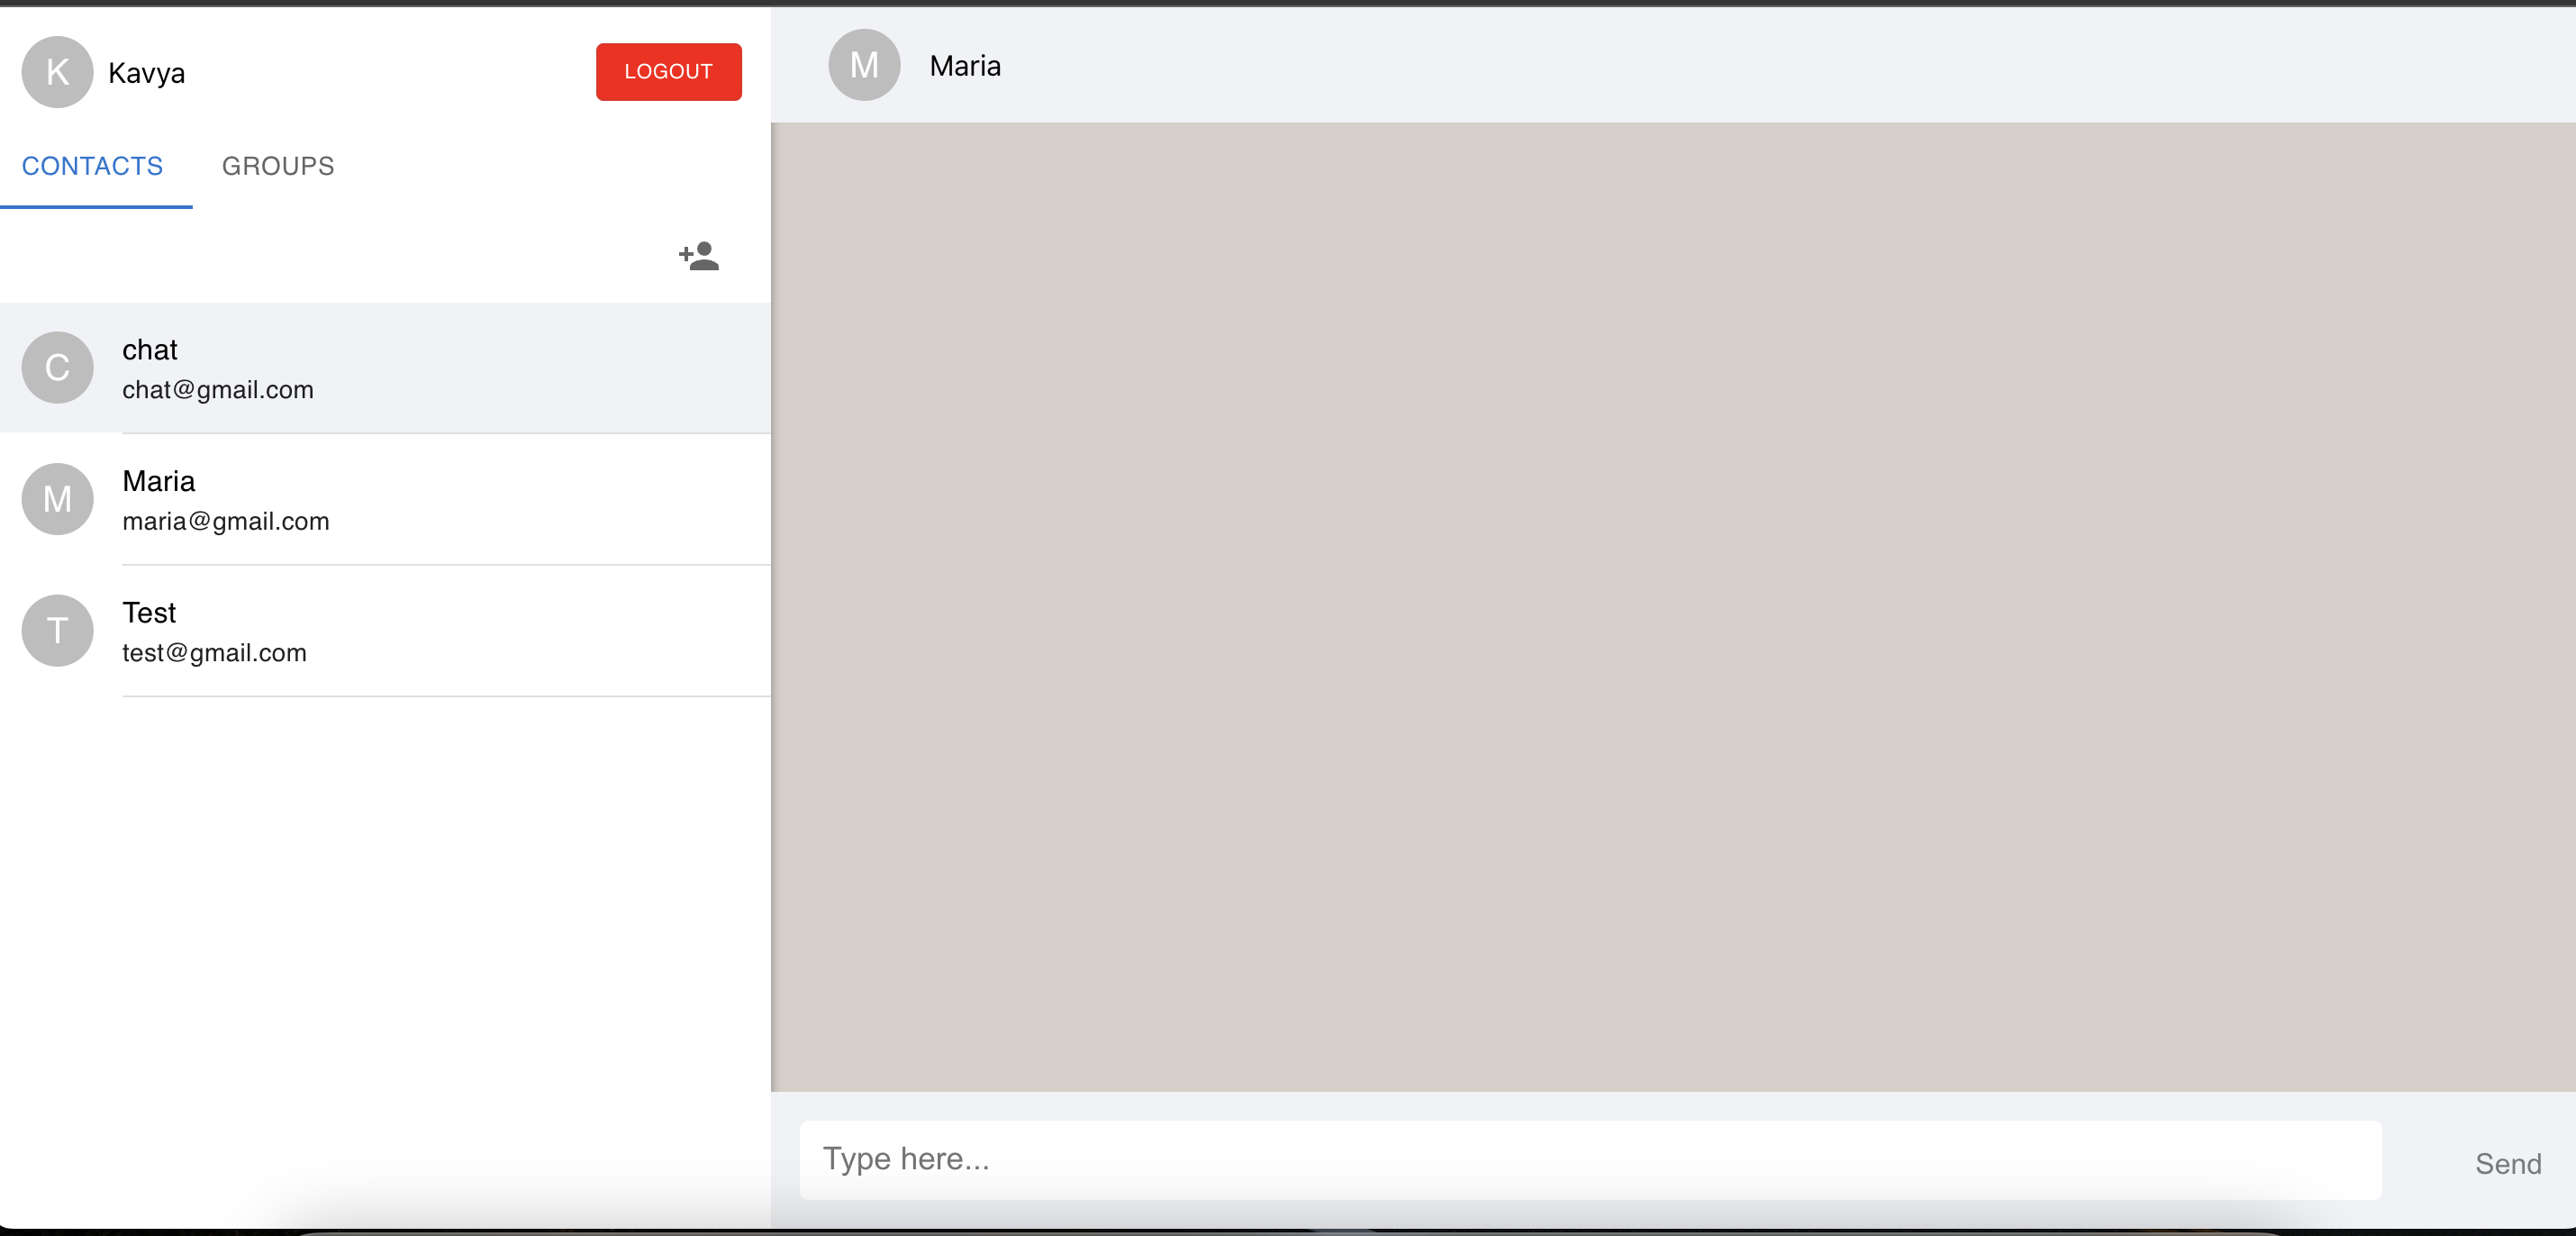 K
Kavya
LOGOUT
CONTACTS
GROUPS
C
chat
chat@gmail.com
M
Maria
maria@gmail.com
T
Test
test@gmail.com
M
Maria
Type here...
Send